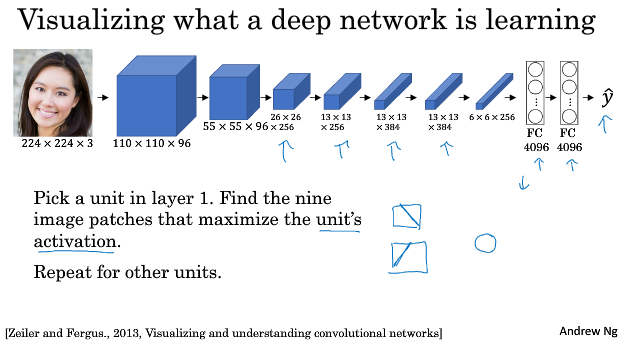 Visualizing what a deep network is learning
224 × 224 × 3
110 × 110 × 96
55 × 55 × 96
26 × 26
× 256
13 × 13
× 256
13 × 13
× 384
13 × 13
× 384
6 × 6 × 256
FC
4096
FC
4096
ŷ
Pick a unit in layer 1. Find the nine
image patches that maximize the unit's
activation.
Repeat for other units.
[Zeiler and Fergus., 2013, Visualizing and understanding convolutional networks]
Andrew Ng